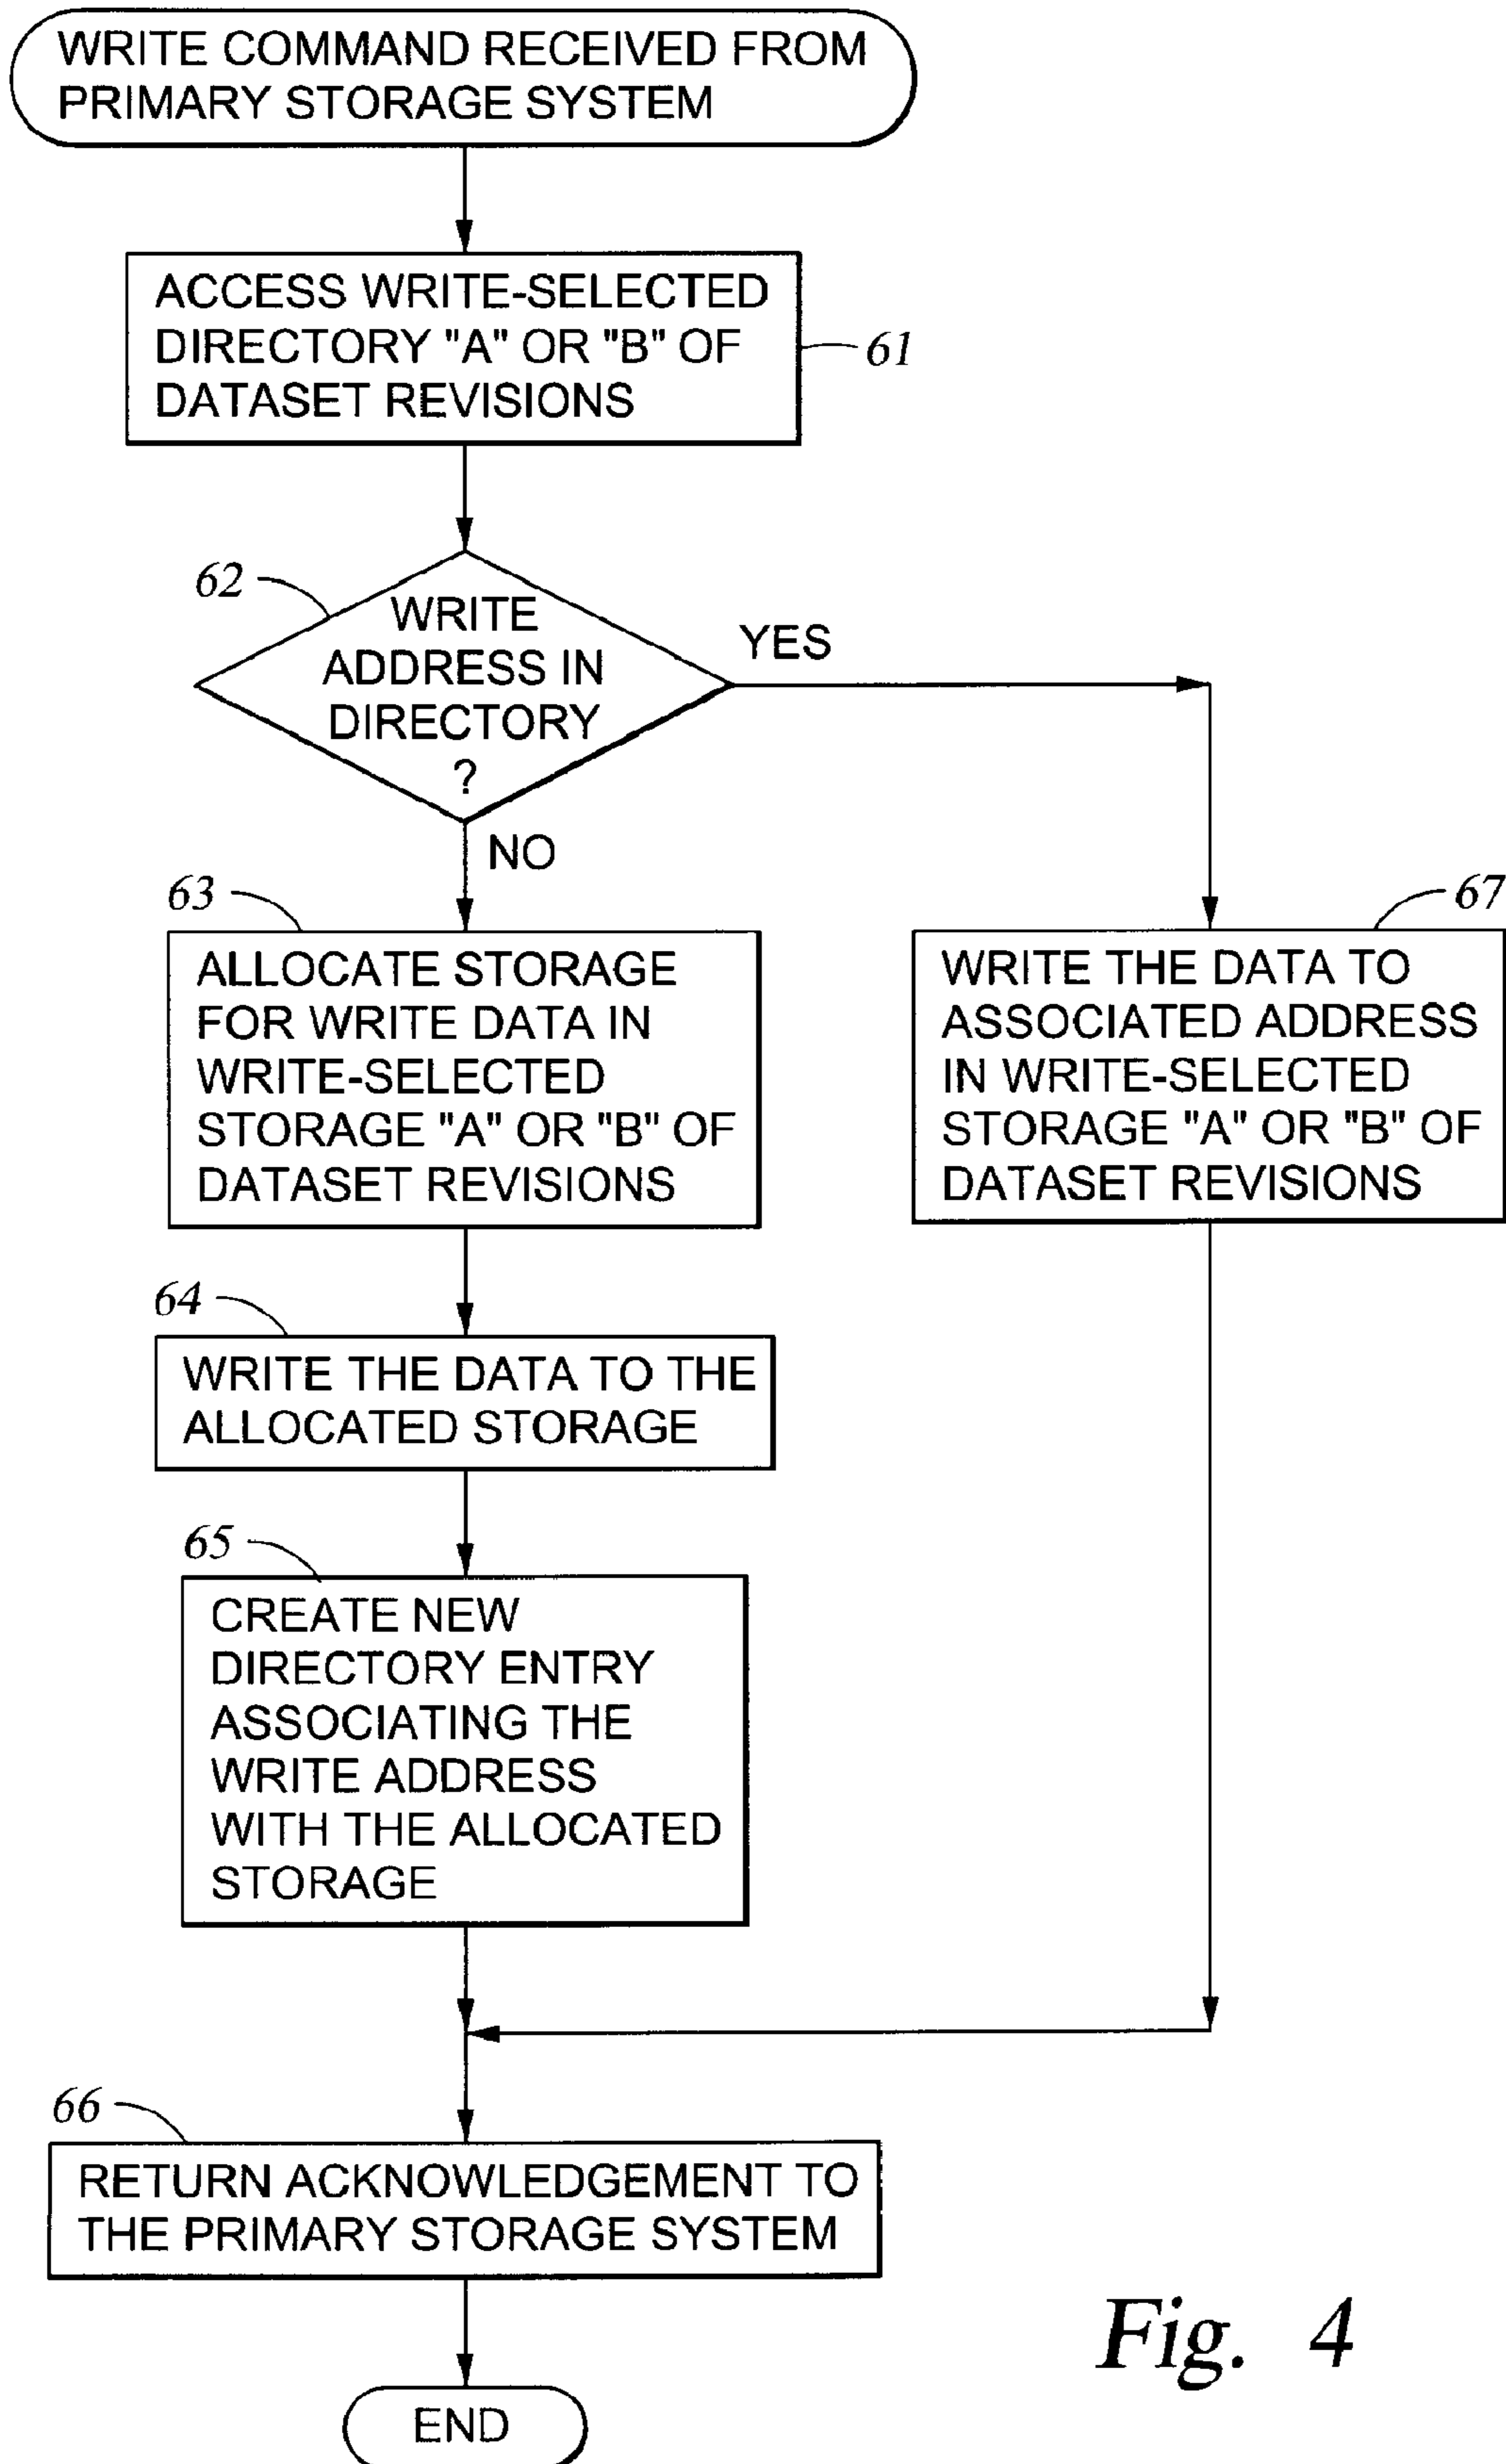 WRITE COMMAND RECEIVED FROM
PRIMARY STORAGE SYSTEM
ACCESS WRITE-SELECTED
DIRECTORY "A" OR "B" OF
DATASET REVISIONS
61
62
WRITE
ADDRESS IN
DIRECTORY
?
YES
NO
63
ALLOCATE STORAGE
FOR WRITE DATA IN
WRITE-SELECTED
STORAGE "A" OR "B" OF
DATASET REVISIONS
67
WRITE THE DATA TO
ASSOCIATED ADDRESS
IN WRITE-SELECTED
STORAGE "A" OR "B" OF
DATASET REVISIONS
64
WRITE THE DATA TO THE
ALLOCATED STORAGE
65
CREATE NEW
DIRECTORY ENTRY
ASSOCIATING THE
WRITE ADDRESS
WITH THE ALLOCATED
STORAGE
66
RETURN ACKNOWLEDGEMENT TO
THE PRIMARY STORAGE SYSTEM
END
Fig. 4